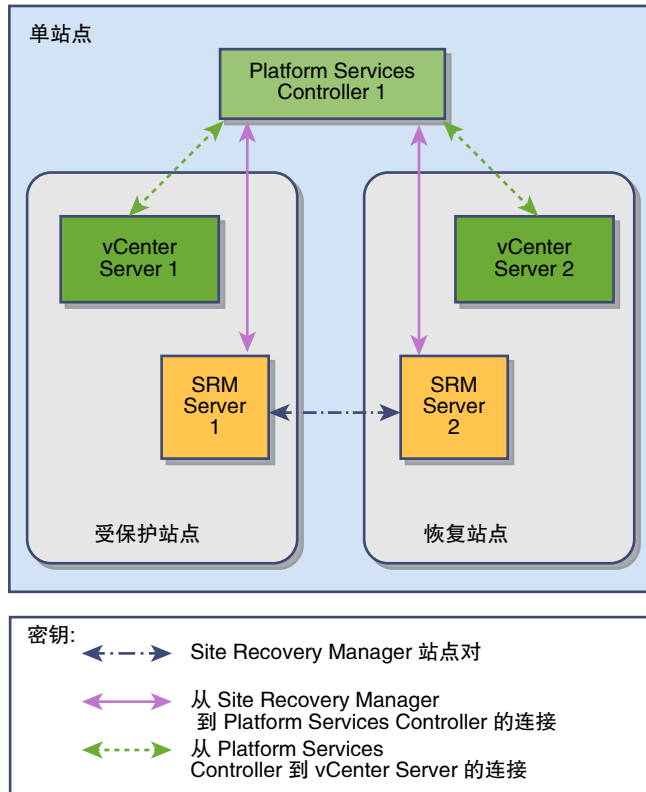 单站点
Platform Services
Controller 1
vCenter
Server 1
vCenter
Server 2
SRM
Server
1
SRM
Server
2
受保护站点
恢复站点
密钥:
Site Recovery Manager 站点对
从 Site Recovery Manager
到 Platform Services Controller 的连接
从 Platform Services
Controller 到 vCenter Server 的连接